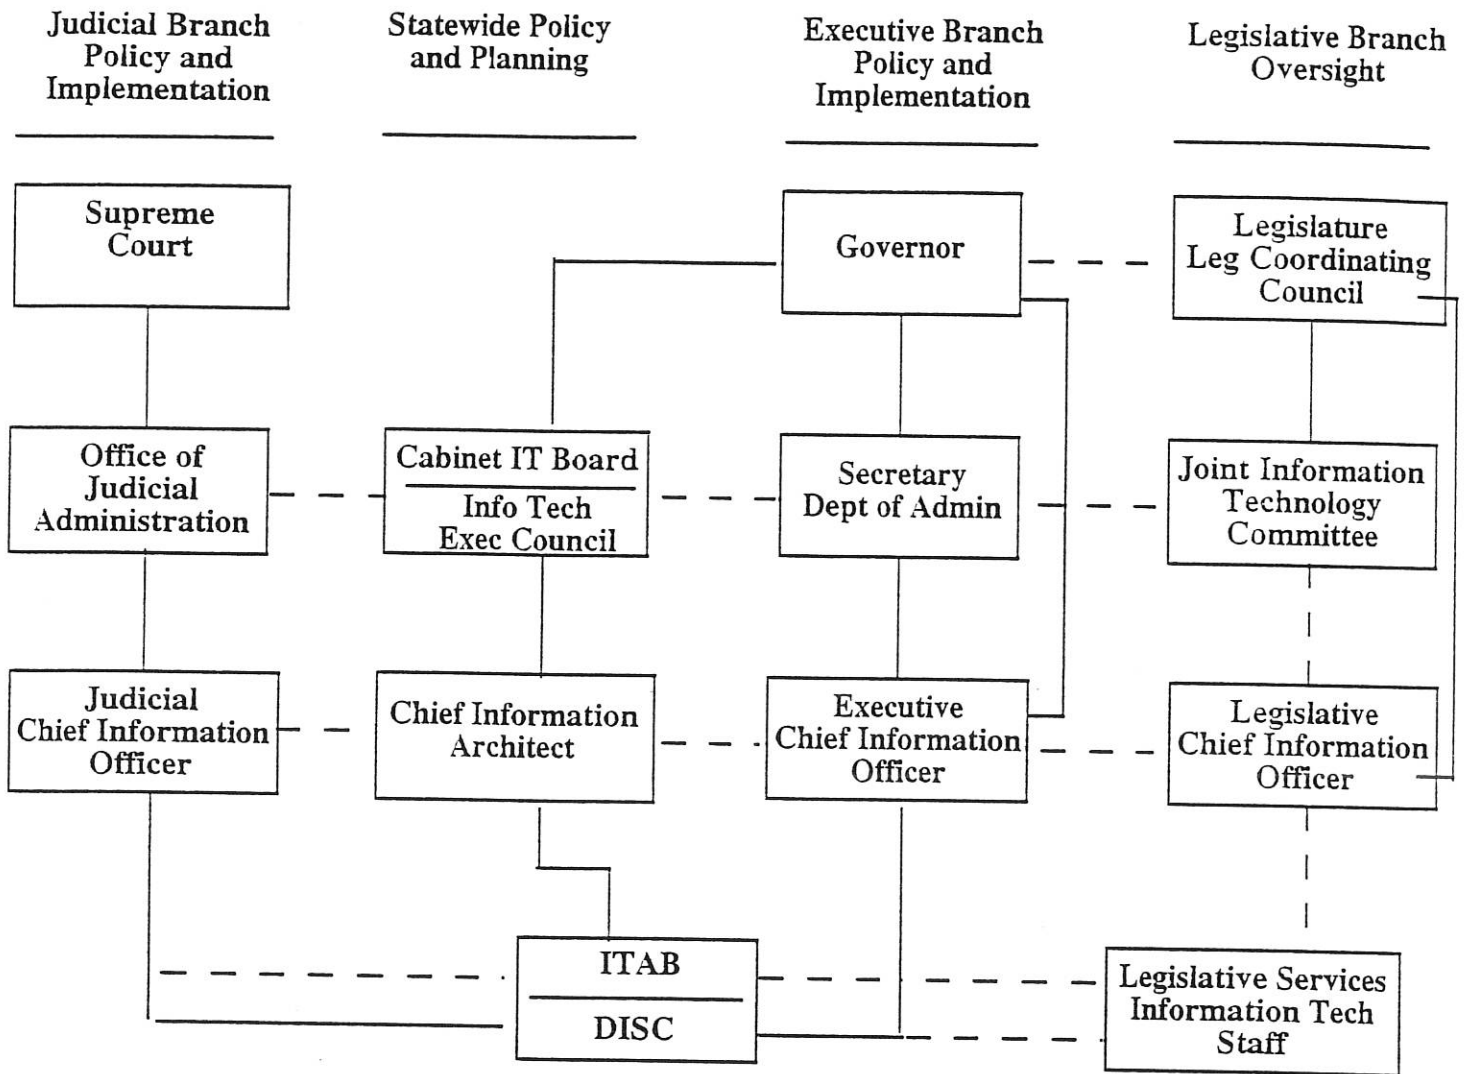 Judicial Branch
Policy and
Implementation
Statewide Policy
and Planning
Executive Branch
Policy and
Implementation
Legislative Branch
Oversight
Supreme
Court
Governor
Legislature
Leg Coordinating
Council
Office of
Judicial
Administration
Cabinet IT Board
Info Tech
Exec Council
Secretary
Dept of Admin
Joint Information
Technology
Committee
Judicial
Chief Information
Officer
Chief Information
Architect
Executive
Chief Information
Officer
Legislative
Chief Information
Officer
ITAB
DISC
Legislative Services
Information Tech
Staff